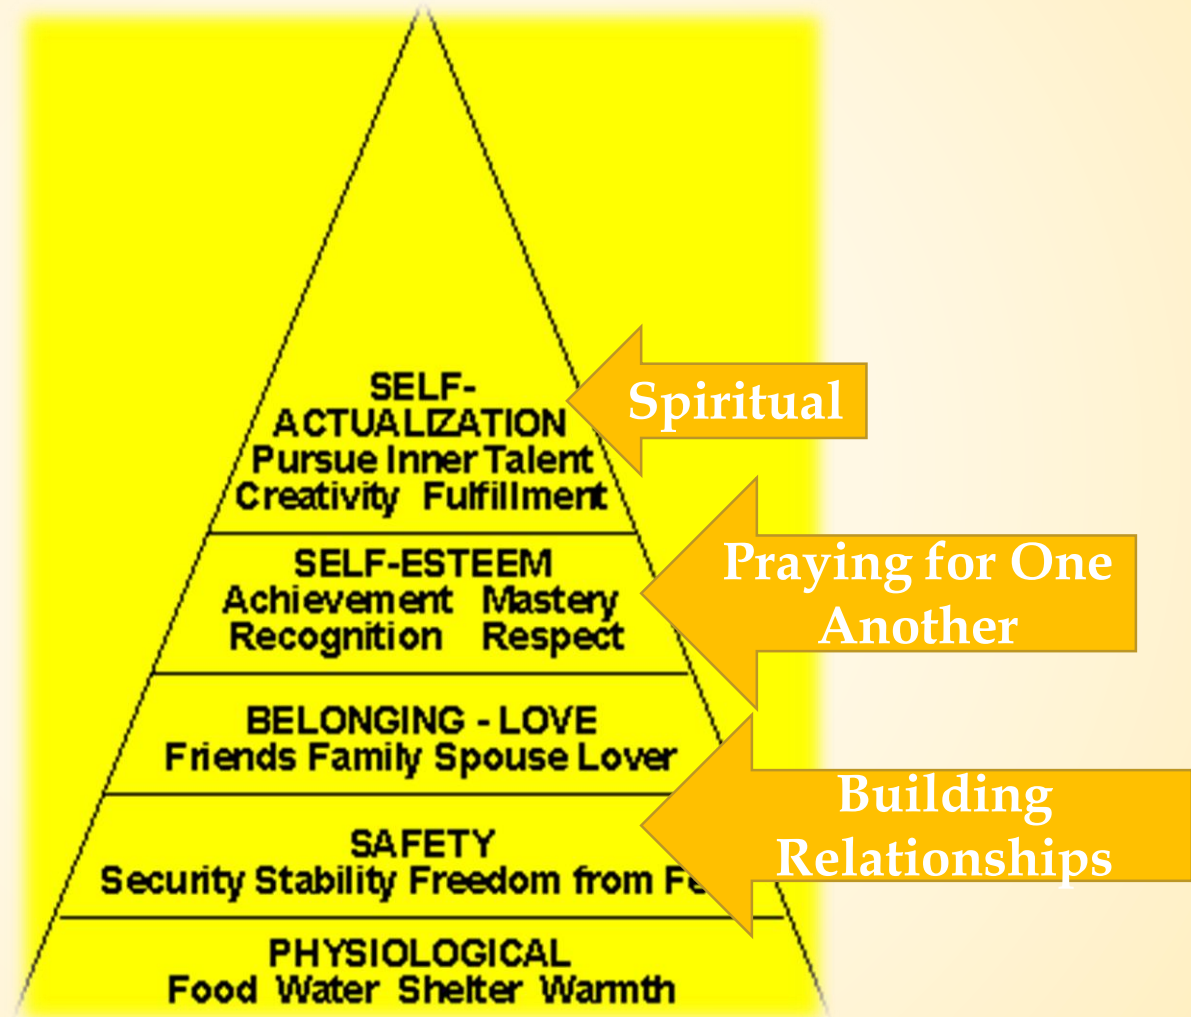 SELF-
ACTUALIZATION
Pursue Inner Talent
Creativity Fulfillment
Spiritual
SELF-ESTEEM
Achievement Mastery
Recognition Respect
Praying for One
Another
BELONGING - LOVE
Friends Family Spouse Lover
Building
Relationships
SAFETY
Security Stability Freedom from
PHYSIOLOGICAL
Food Water Shelter Warmth